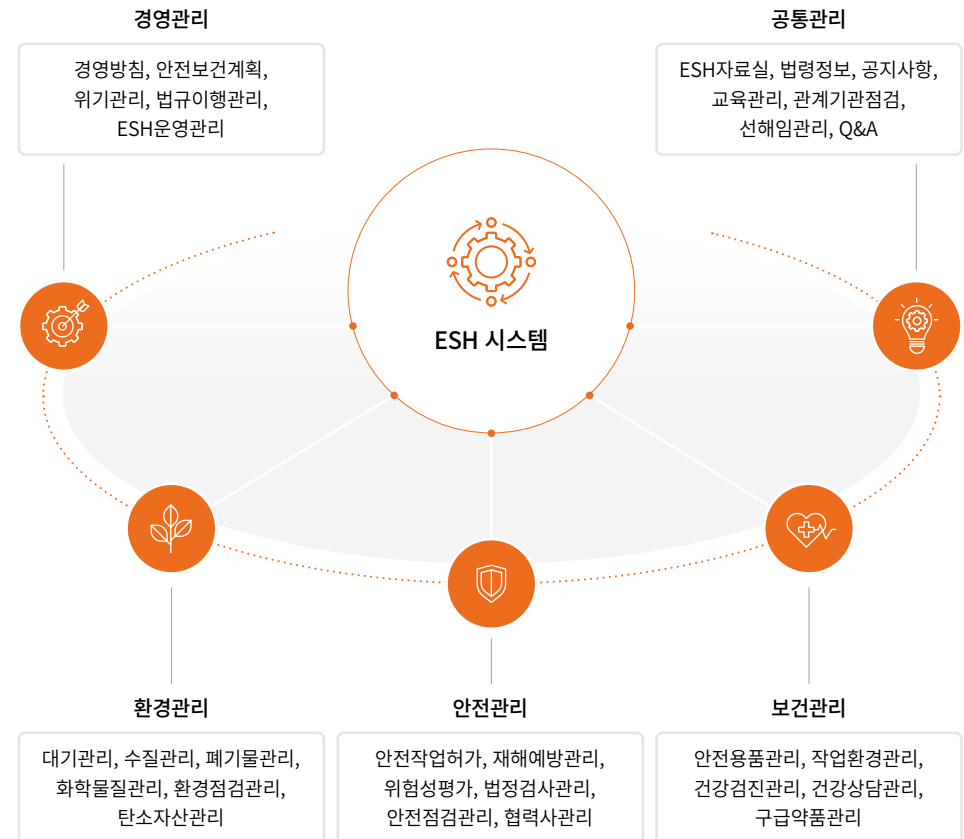 경영관리
경영방침, 안전보건계획,
위기관리, 법규이행관리,
ESH운영관리
공통관리
ESH자료실, 법령정보, 공지사항,
교육관리, 관계기관점검,
선해임관리, Q&A
ESH 시스템
환경관리
대기관리, 수질관리, 폐기물관리,
화학물질관리, 환경점검관리,
탄소자산관리
안전관리
안전작업허가, 재해예방관리,
위험성평가, 법정검사관리,
안전점검관리, 협력사관리
보건관리
안전용품관리, 작업환경관리,
건강검진관리, 건강상담관리,
구급약품관리